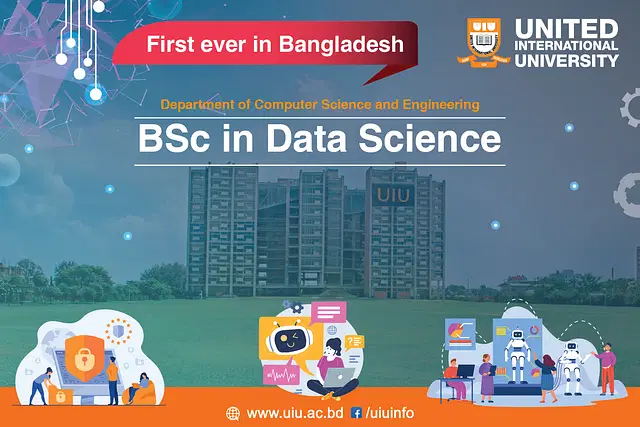 First ever in Bangladesh
UIU
UNITED
INTERNATIONAL
UNIVERSITY
Department of Computer Science and Engineering
BSc in Data Science
UIU
www.uiu.ac.bd
/uiuinfo